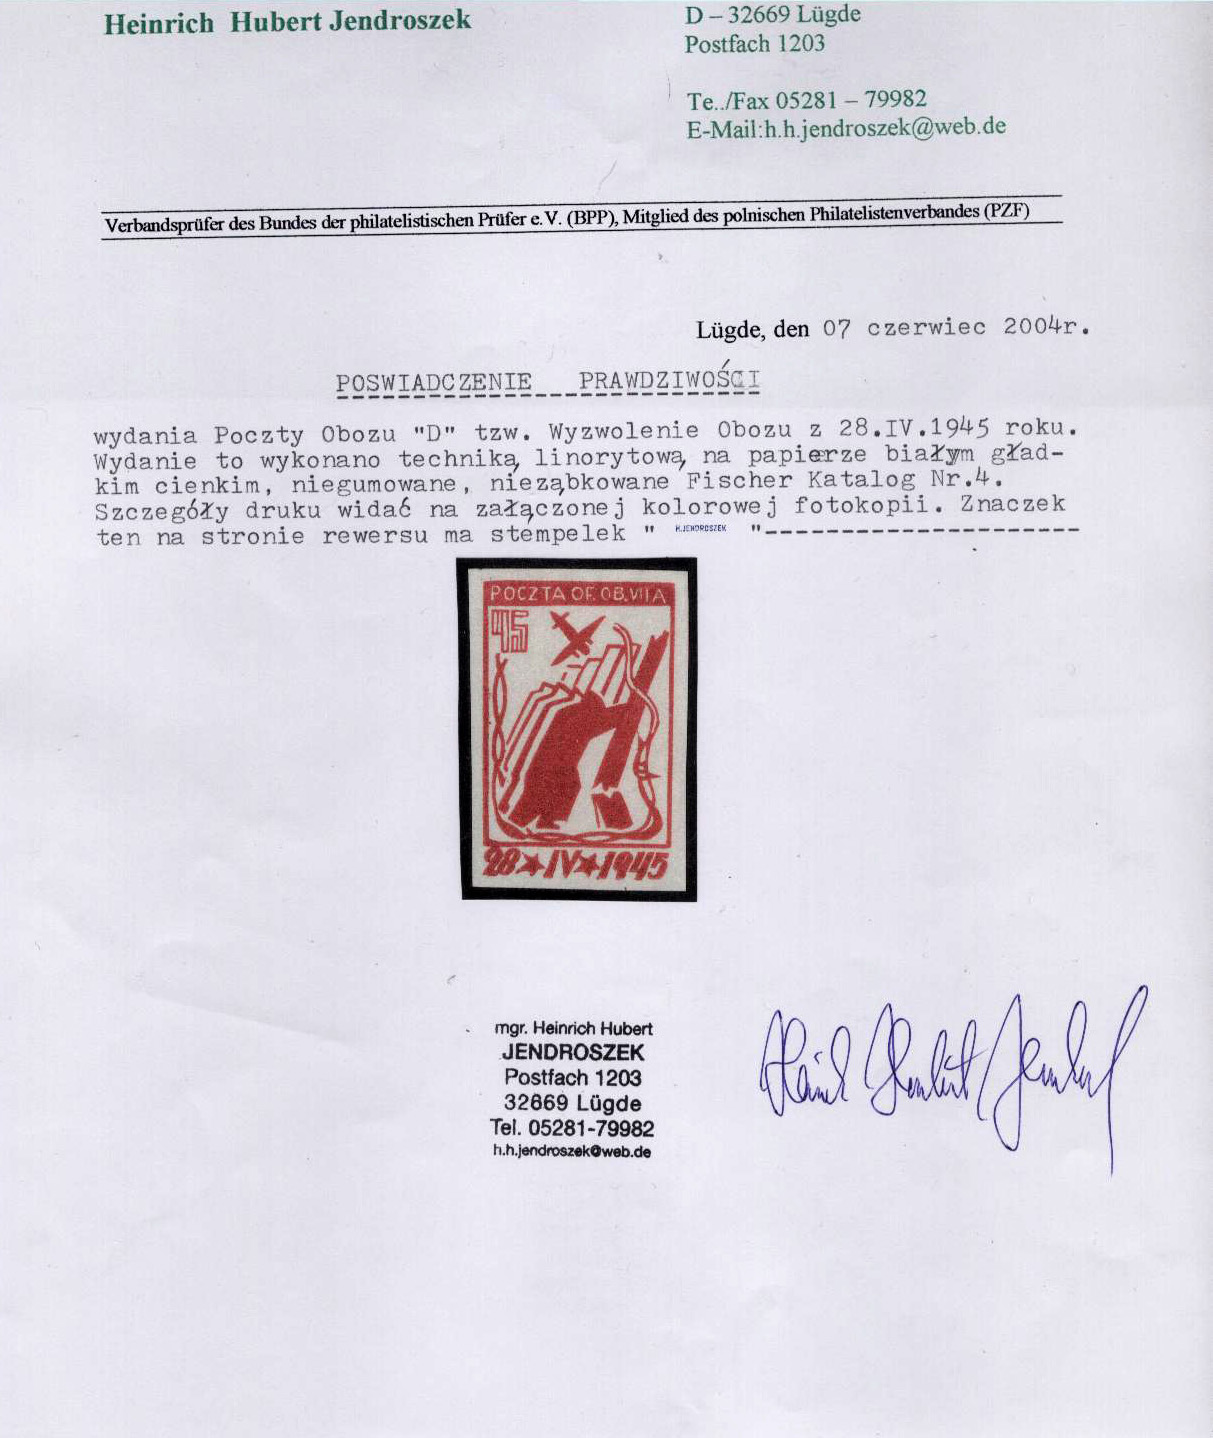 Heinrich Hubert Jendroszek
D – 32669 Lügde
Postfach 1203
Te../Fax 05281 – 79982
E-Mail:h.h.jendroszek@web.de
Verbandsprüfer des Bundes der philatelistischen Prüfer e.V. (BPP), Mitglied des polnischen Philatelistenverbandes (PZF)
Lügde, den 07 czerwiec 2004r.
POSWIADCZENIE PRAWDZIWOŚCI
wydania Poczty Obozu "D" tzw. Wyzwolenie Obozu z 28.IV.1945 roku.
Wydanie to wykonano techniką linorytową na papierze białym gład-
kim cienkim, niegumowane, nieząbkowane Fischer Katalog Nr.4.
Szczegóły druku widać na załączonej kolorowej fotokopii. Znaczek
ten na stronie rewersu ma stempelek " H.JENDROSZEK "---------------------
POCZTA OF. OB. VII A
45
28★IV★1945
mgr. Heinrich Hubert
JENDROSZEK
Postfach 1203
32669 Lügde
Tel. 05281-79982
h.h.jendroszek@web.de
Heinrich Hubert Jendroszek